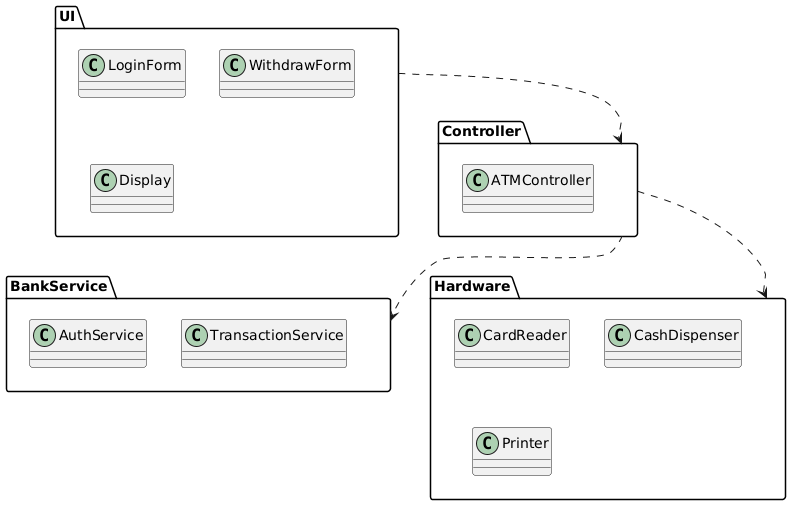 UI
C LoginForm
C WithdrawForm
C Display
Controller
C ATMController
BankService
C AuthService
C TransactionService
Hardware
C CardReader
C CashDispenser
C Printer